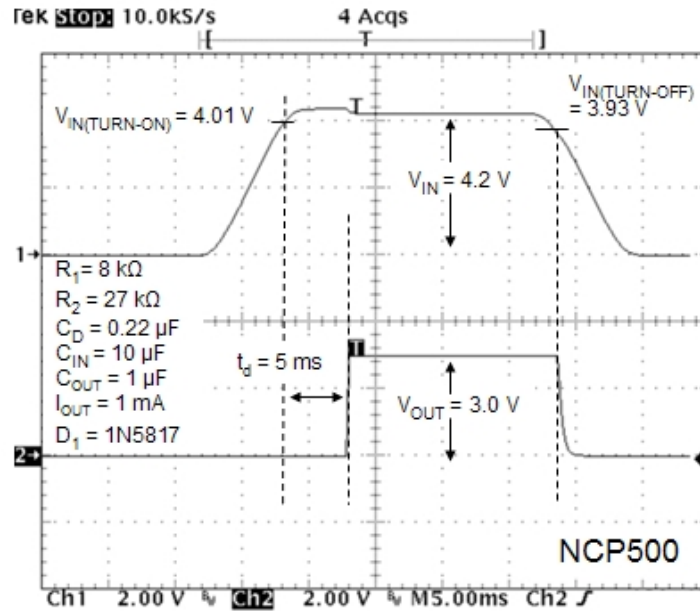 Tek Stop: 10.0kS/s 4 Acqs
[ T ]
V_IN(TURN-ON) = 4.01 V
V_IN(TURN-OFF)
= 3.93 V
T
V_IN = 4.2 V
1→
R₁= 8 kΩ
R₂ = 27 kΩ
C_D = 0.22 µF
C_IN = 10 µF
C_OUT = 1 µF
I_OUT = 1 mA
D₁ = 1N5817
T
t_d = 5 ms
V_OUT = 3.0 V
2→
NCP500
Ch1 2.00 V Bw Ch2 2.00 V Bw M5.00ms Ch2 ∫